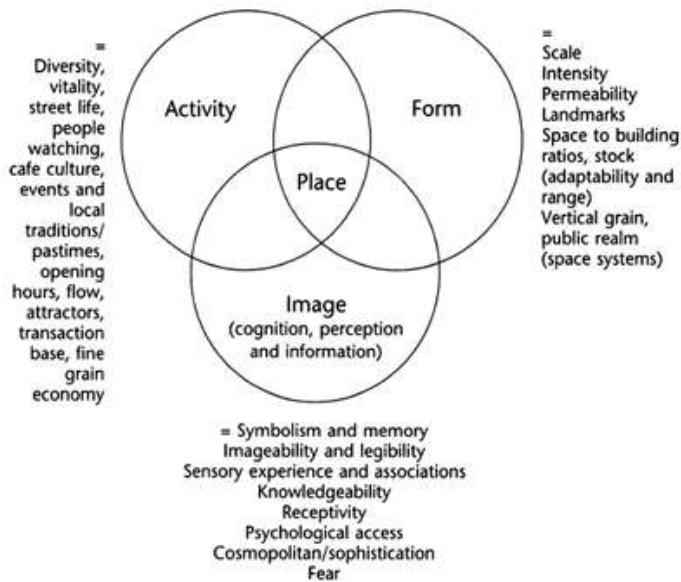 =
Diversity,
vitality,
street life,
people
watching,
cafe culture,
events and
local
traditions/
pastimes,
opening
hours, flow,
attractors,
transaction
base, fine
grain
economy
Activity
Form
Place
Image
(cognition, perception
and information)
=
Scale
Intensity
Permeability
Landmarks
Space to building
ratios, stock
(adaptability and
range)
Vertical grain,
public realm
(space systems)
= Symbolism and memory
Imageability and legibility
Sensory experience and associations
Knowledgeability
Receptivity
Psychological access
Cosmopolitan/sophistication
Fear